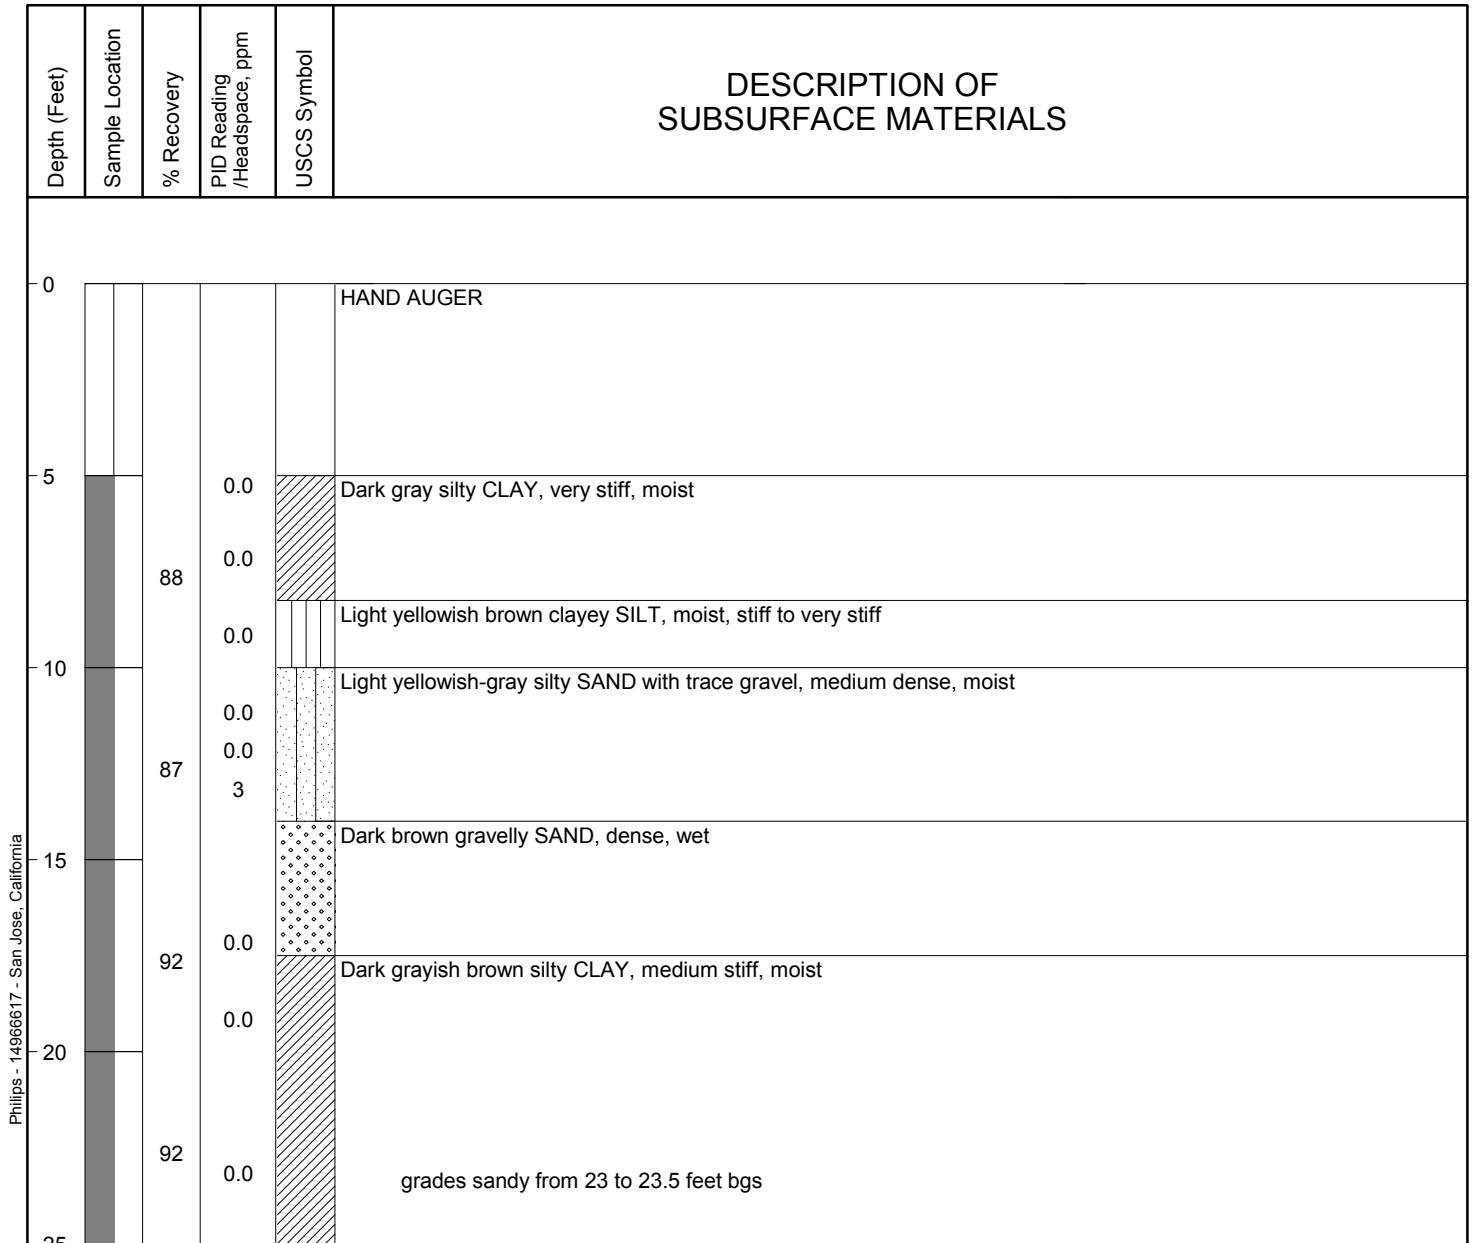 Depth (Feet)
Sample Location
% Recovery
PID Reading
/Headspace, ppm
USCS Symbol
DESCRIPTION OF
SUBSURFACE MATERIALS
0
HAND AUGER
5
0.0
Dark gray silty CLAY, very stiff, moist
0.0
88
Light yellowish brown clayey SILT, moist, stiff to very stiff
0.0
10
Light yellowish-gray silty SAND with trace gravel, medium dense, moist
0.0
0.0
87
3
Dark brown gravelly SAND, dense, wet
15
0.0
92
Dark grayish brown silty CLAY, medium stiff, moist
0.0
20
92
0.0
grades sandy from 23 to 23.5 feet bgs
25
Philips - 14966617 - San Jose, California